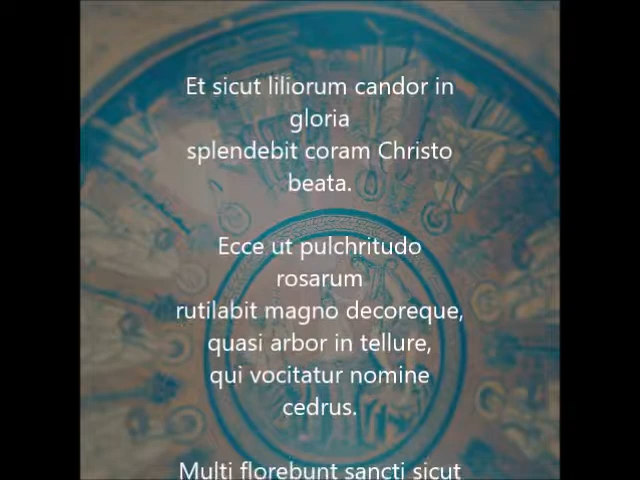 Et sicut liliorum candor in
gloria
splendebit coram Christo
beata.
Ecce ut pulchritudo
rosarum
rutilabit magno decoreque,
quasi arbor in tellure,
qui vocitatur nomine
cedrus.
Multi florebunt sancti sicut